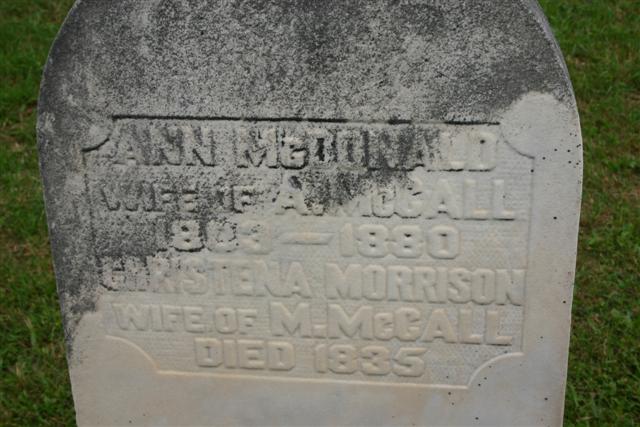 ANN McDONALD
WIFE OF A. McCALL
1803 — 1880
CHRISTENA MORRISON
WIFE OF M. McCALL
DIED 1835